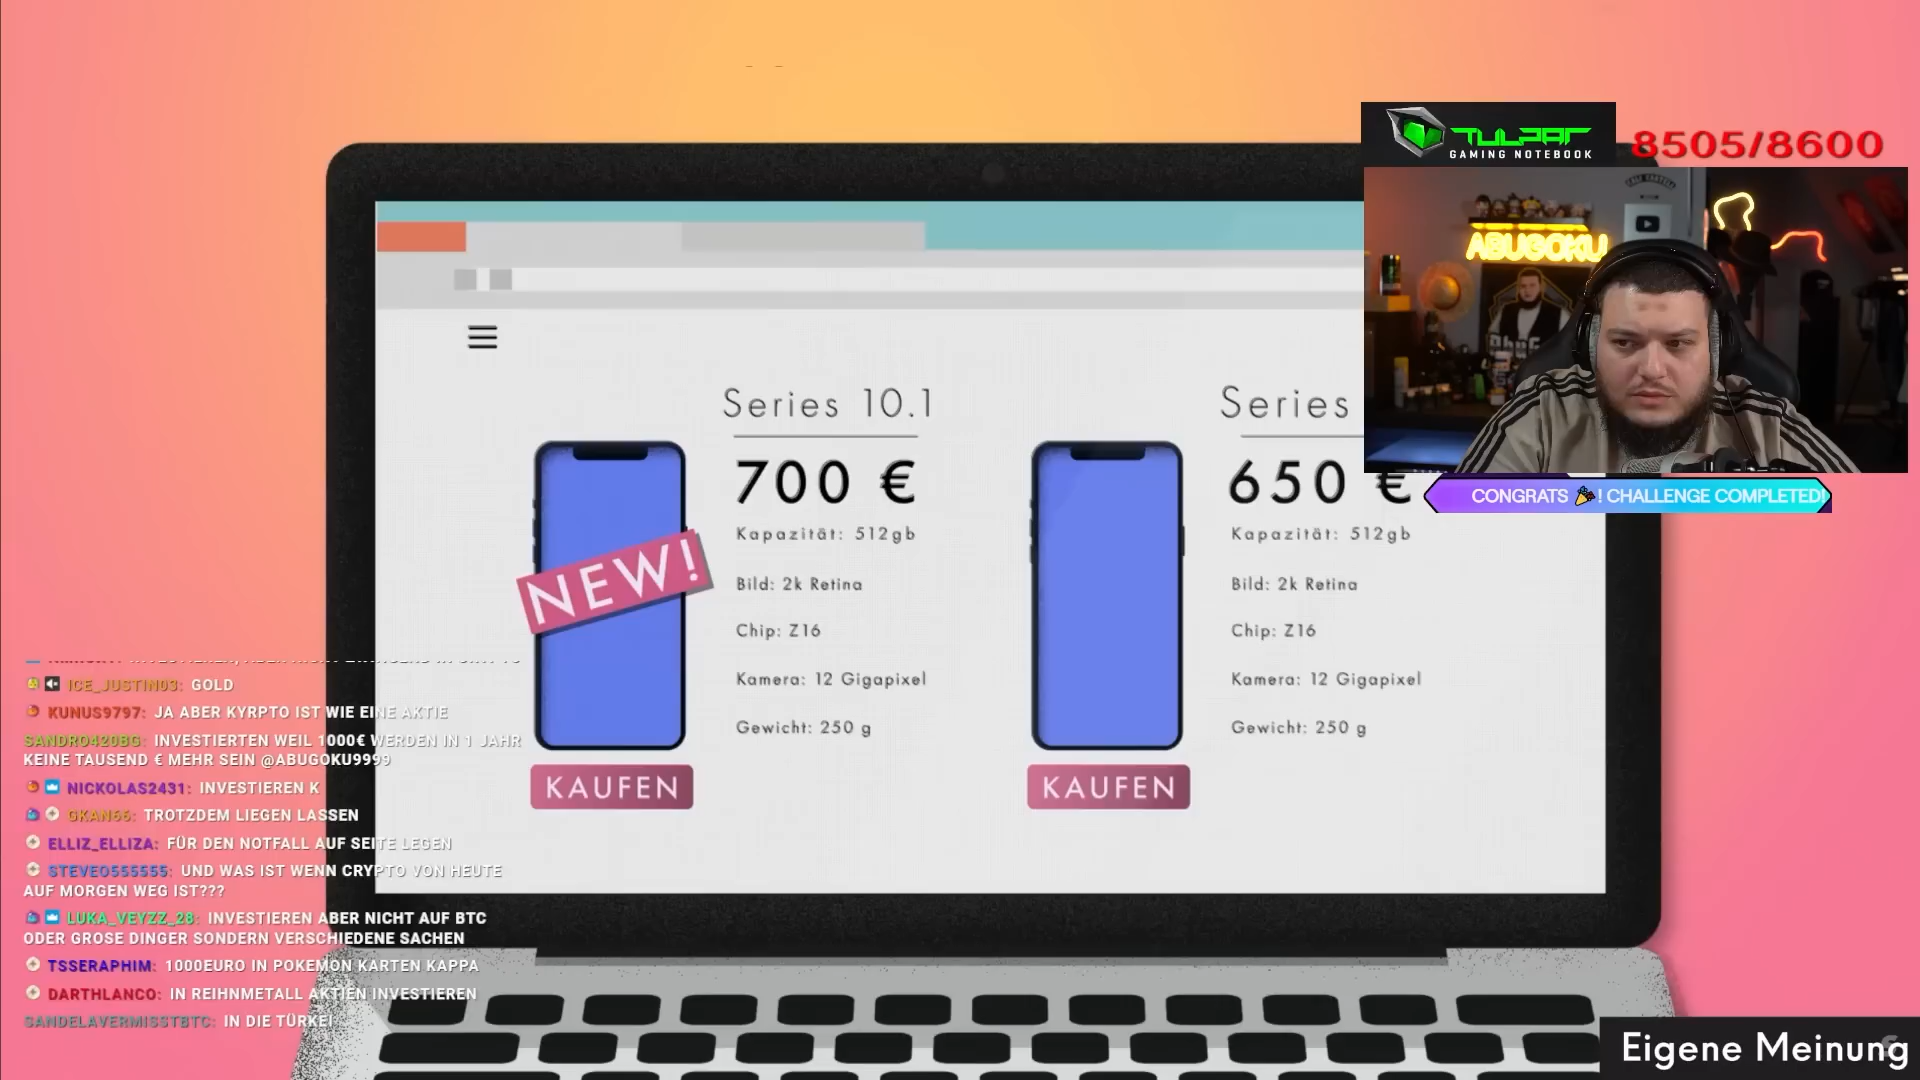 TULPAR
GAMING NOTEBOOK
8505/8600
ABUGOKU
CONGRATS 🎉! CHALLENGE COMPLETED!
Series 10.1
700 €
Kapazität: 512gb
Bild: 2k Retina
Chip: Z16
Kamera: 12 Gigapixel
Gewicht: 250 g
NEW!
KAUFEN
Series
650 €
Kapazität: 512gb
Bild: 2k Retina
Chip: Z16
Kamera: 12 Gigapixel
Gewicht: 250 g
KAUFEN
ICE_JUSTIN03: GOLD
KUNUS9797: JA ABER KYRPTO IST WIE EINE AKTIE
SANDRO420BG: INVESTIERTEN WEIL 1000€ WERDEN IN 1 JAHR
KEINE TAUSEND € MEHR SEIN @ABUGOKU9999
NICKOLAS2431: INVESTIEREN K
GKAN66: TROTZDEM LIEGEN LASSEN
ELLIZ_ELLIZA: FÜR DEN NOTFALL AUF SEITE LEGEN
STEVEO555555: UND WAS IST WENN CRYPTO VON HEUTE
AUF MORGEN WEG IST???
LUKA_VEYZZ_28: INVESTIEREN ABER NICHT AUF BTC
ODER GROSE DINGER SONDERN VERSCHIEDENE SACHEN
TSSERAPHIM: 1000EURO IN POKEMON KARTEN KAPPA
DARTHLANCO: IN REIHNMETALL AKTIEN INVESTIEREN
SANDELAVERMISSTBTC: IN DIE TÜRKEI
Eigene Meinung